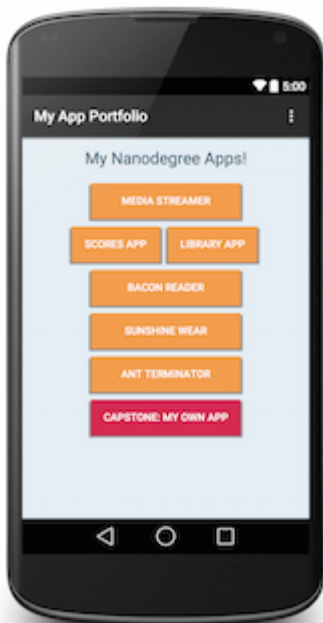 5:00
My App Portfolio
My Nanodegree Apps!
MEDIA STREAMER
SCORES APP LIBRARY APP
BACON READER
SUNSHINE WEAR
ANT TERMINATOR
CAPSTONE: MY OWN APP